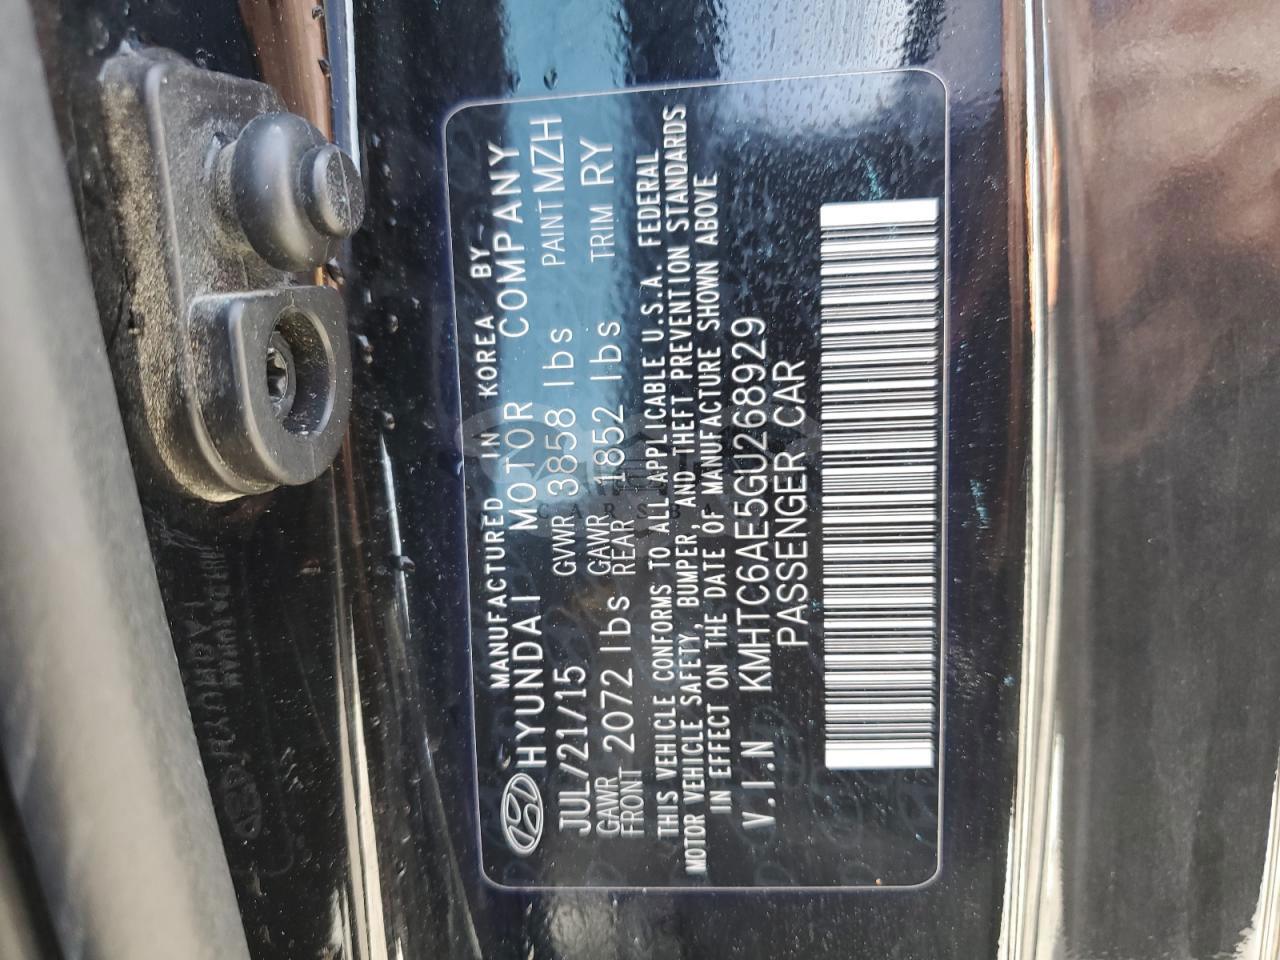 MANUFACTURED IN KOREA BY
HYUNDAI MOTOR COMPANY
JUL/21/15 GVWR 3858 lbs PAINT MZH
GAWR FRONT 2072 lbs GAWR REAR 1852 lbs TRIM RY
THIS VEHICLE CONFORMS TO ALL APPLICABLE U.S.A. FEDERAL
MOTOR VEHICLE SAFETY, BUMPER, AND THEFT PREVENTION STANDARDS
IN EFFECT ON THE DATE OF MANUFACTURE SHOWN ABOVE
V.I.N KMHTC6AE5GU268929
PASSENGER CAR